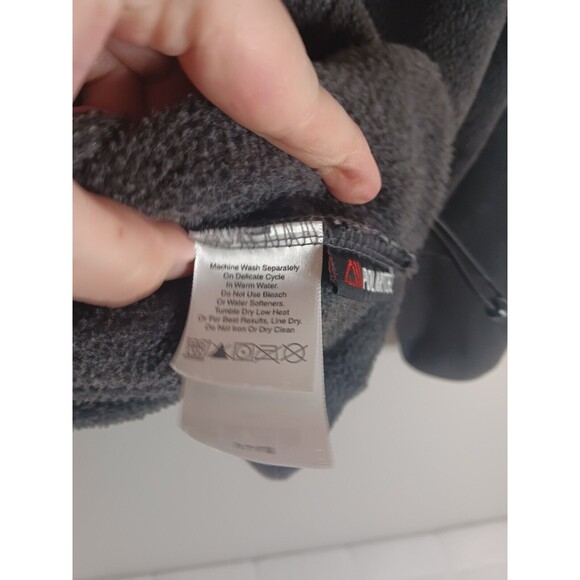 Machine Wash Separately
On Delicate Cycle
In Warm Water.
Do Not Use Bleach
Or Water Softeners.
Tumble Dry Low Heat
Or For Best Results, Line Dry.
Do Not Iron Or Dry Clean